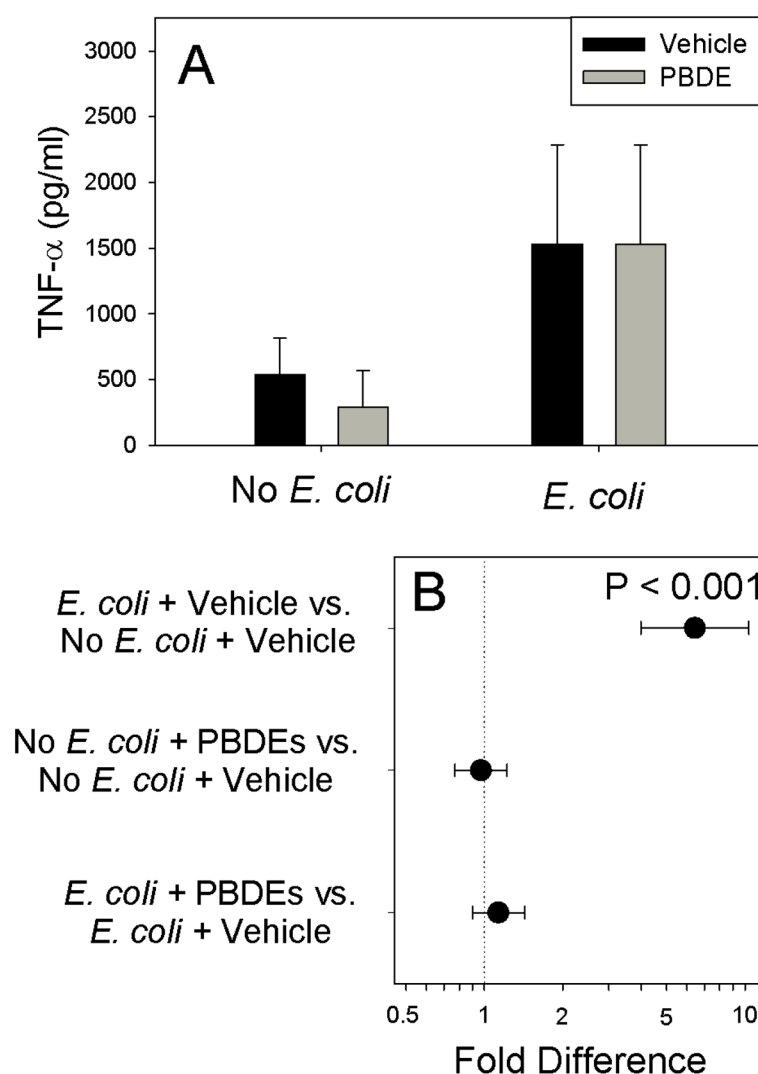 A
Vehicle
PBDE
TNF-α (pg/ml)
3000
2500
2000
1500
1000
500
0
No E. coli
E. coli
B
P < 0.001
E. coli + Vehicle vs.
No E. coli + Vehicle
No E. coli + PBDEs vs.
No E. coli + Vehicle
E. coli + PBDEs vs.
E. coli + Vehicle
0.5 1 2 5 10
Fold Difference